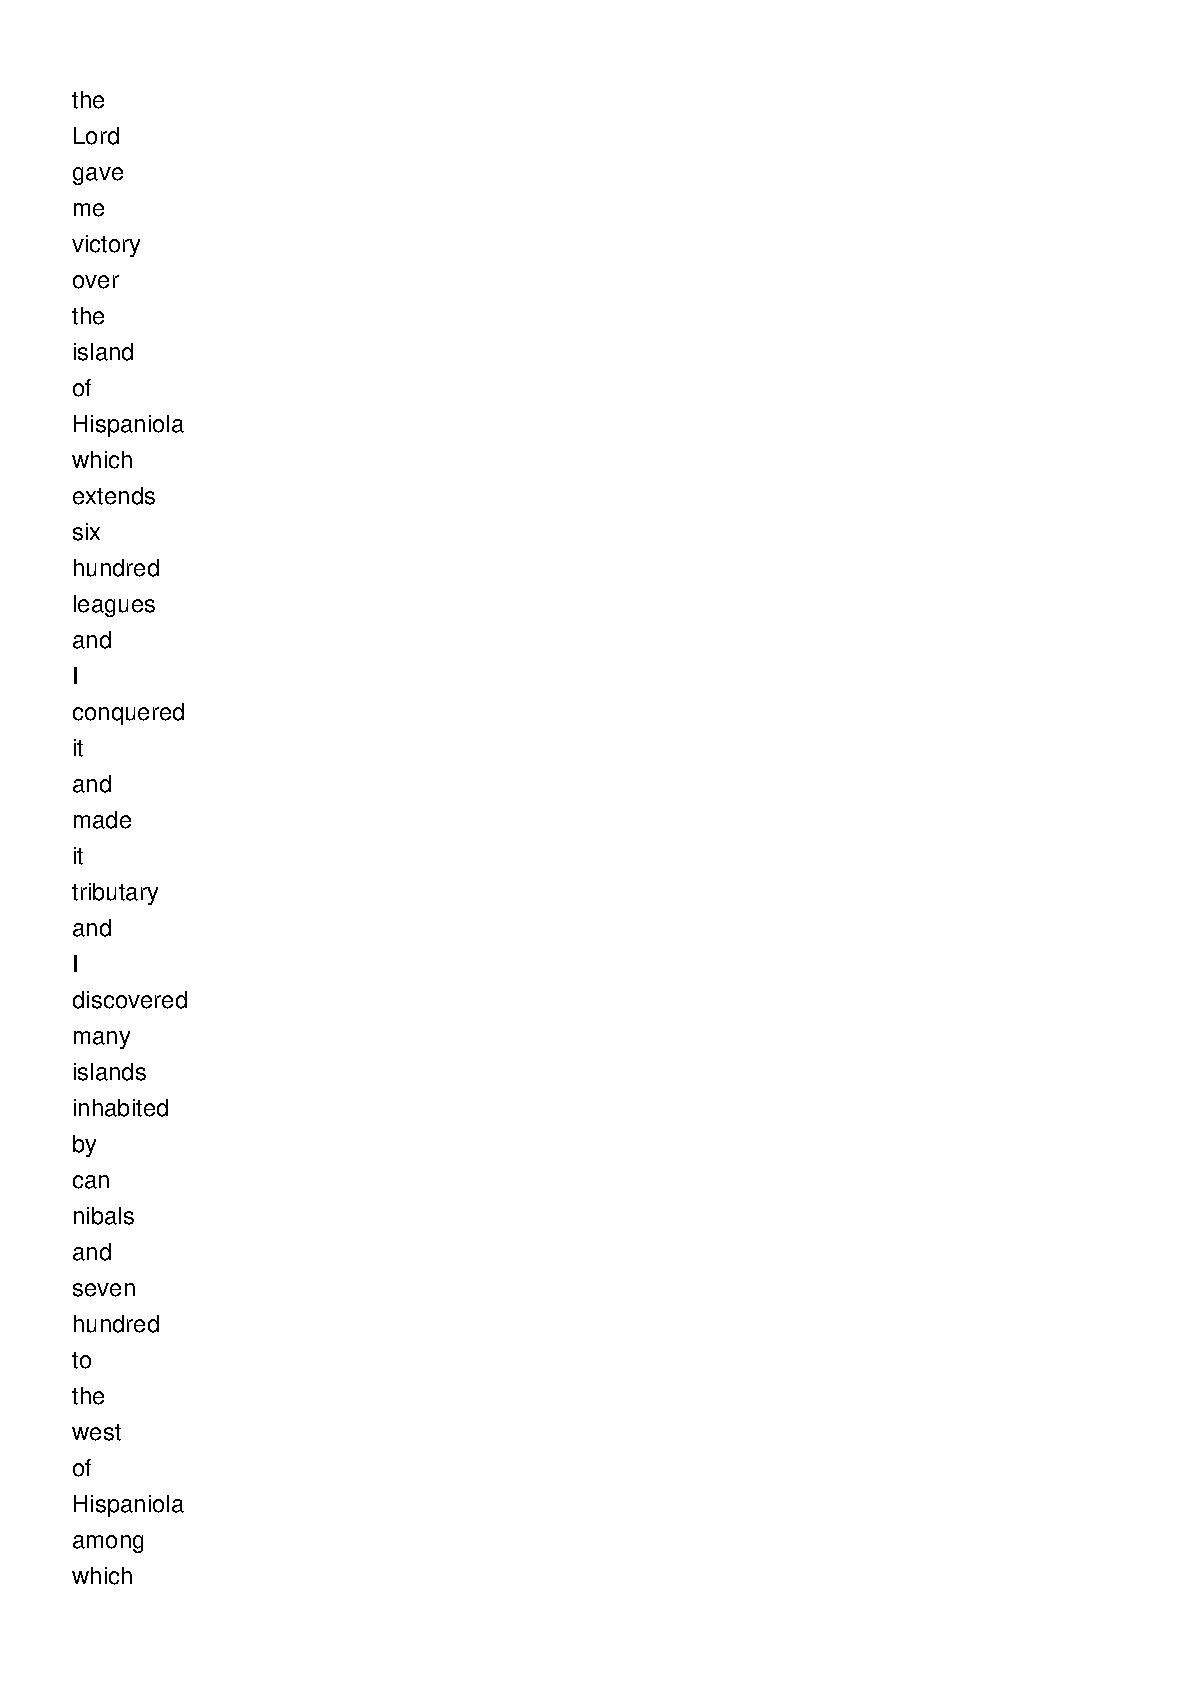 the
Lord
gave
me
victory
over
the
island
of
Hispaniola
which
extends
six
hundred
leagues
and
I
conquered
it
and
made
it
tributary
and
I
discovered
many
islands
inhabited
by
can
nibals
and
seven
hundred
to
the
west
of
Hispaniola
among
which